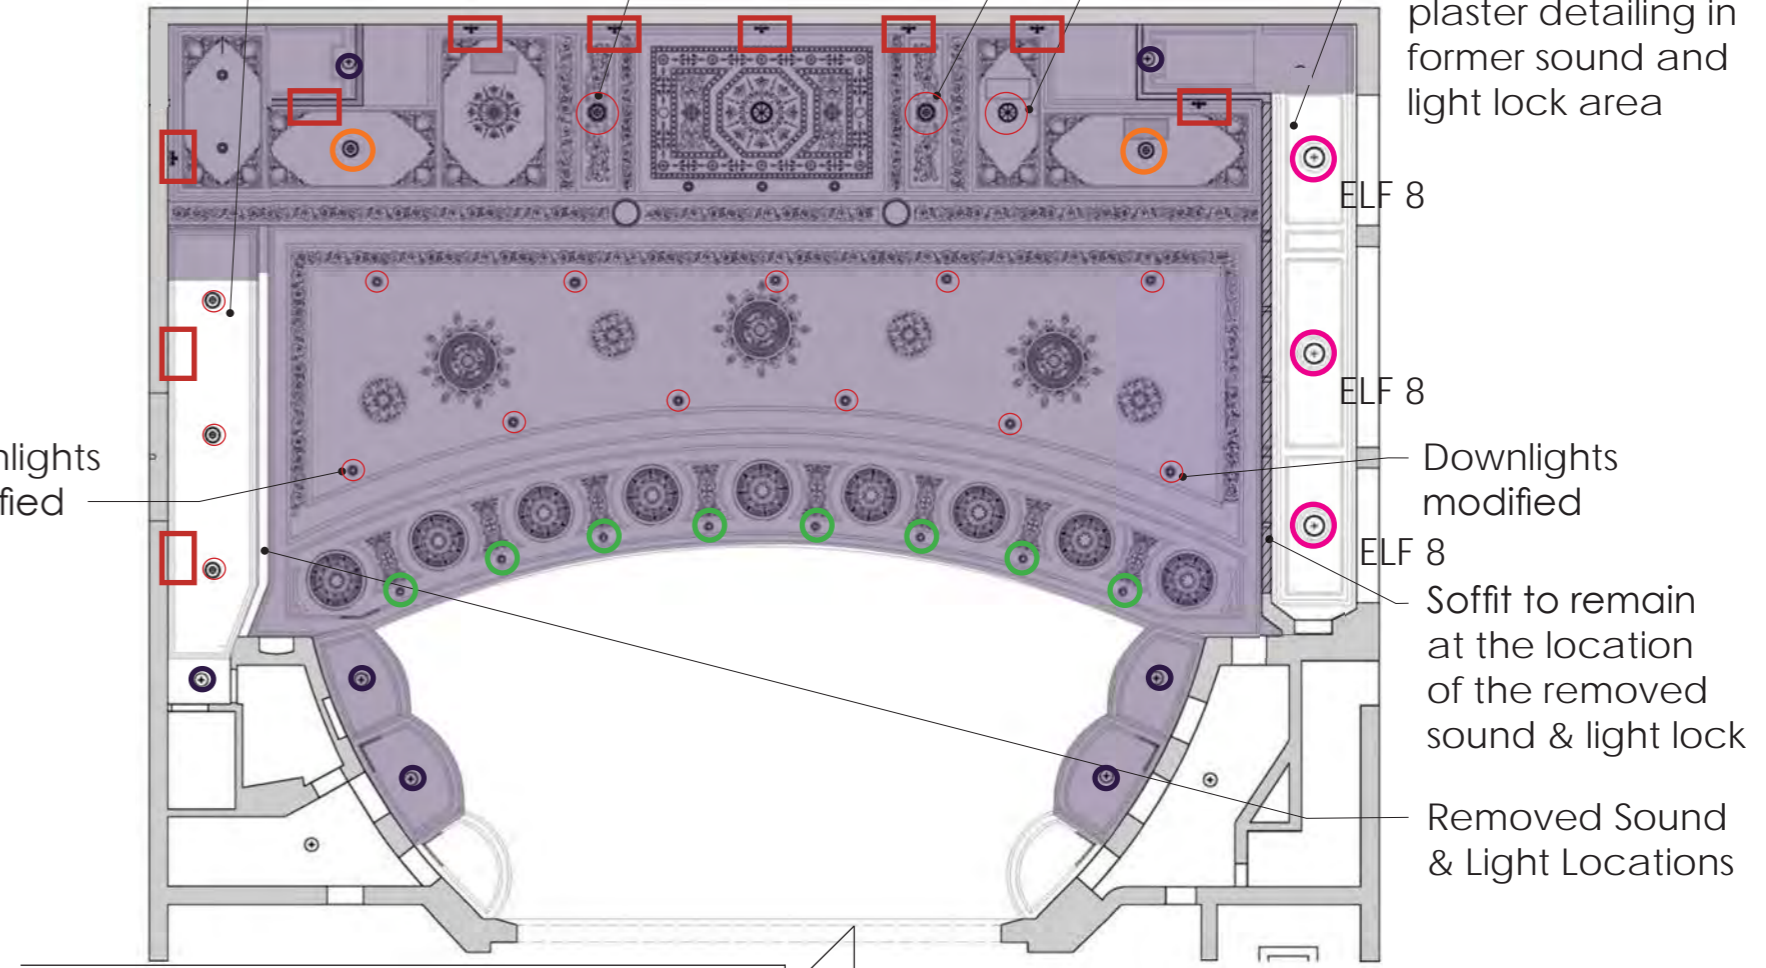 plaster detailing in
former sound and
light lock area
ELF 8
ELF 8
Downlights
modified
ELF 8
Soffit to remain
at the location
of the removed
sound & light lock
Removed Sound
& Light Locations